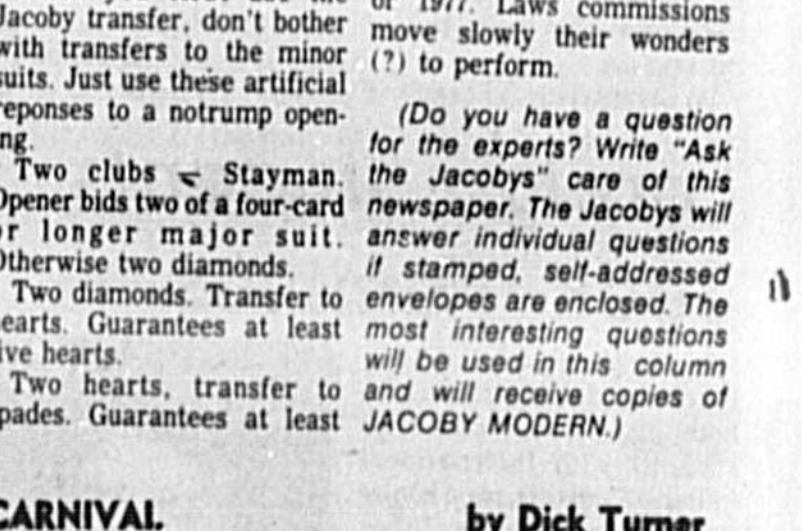 Jacoby transfer, don't bother
with transfers to the minor
suits. Just use these artificial
reponses to a notrump open-
ing.
Two clubs — Stayman.
Opener bids two of a four-card
or longer major suit.
Otherwise two diamonds.
Two diamonds. Transfer to
hearts. Guarantees at least
five hearts.
Two hearts, transfer to
spades. Guarantees at least
of 1977. Laws commissions
move slowly their wonders
(?) to perform.
(Do you have a question
for the experts? Write "Ask
the Jacobys" care of this
newspaper. The Jacobys will
answer individual questions
if stamped, self-addressed
envelopes are enclosed. The
most interesting questions
will be used in this column
and will receive copies of
JACOBY MODERN.)
CARNIVAL
by Dick Turner